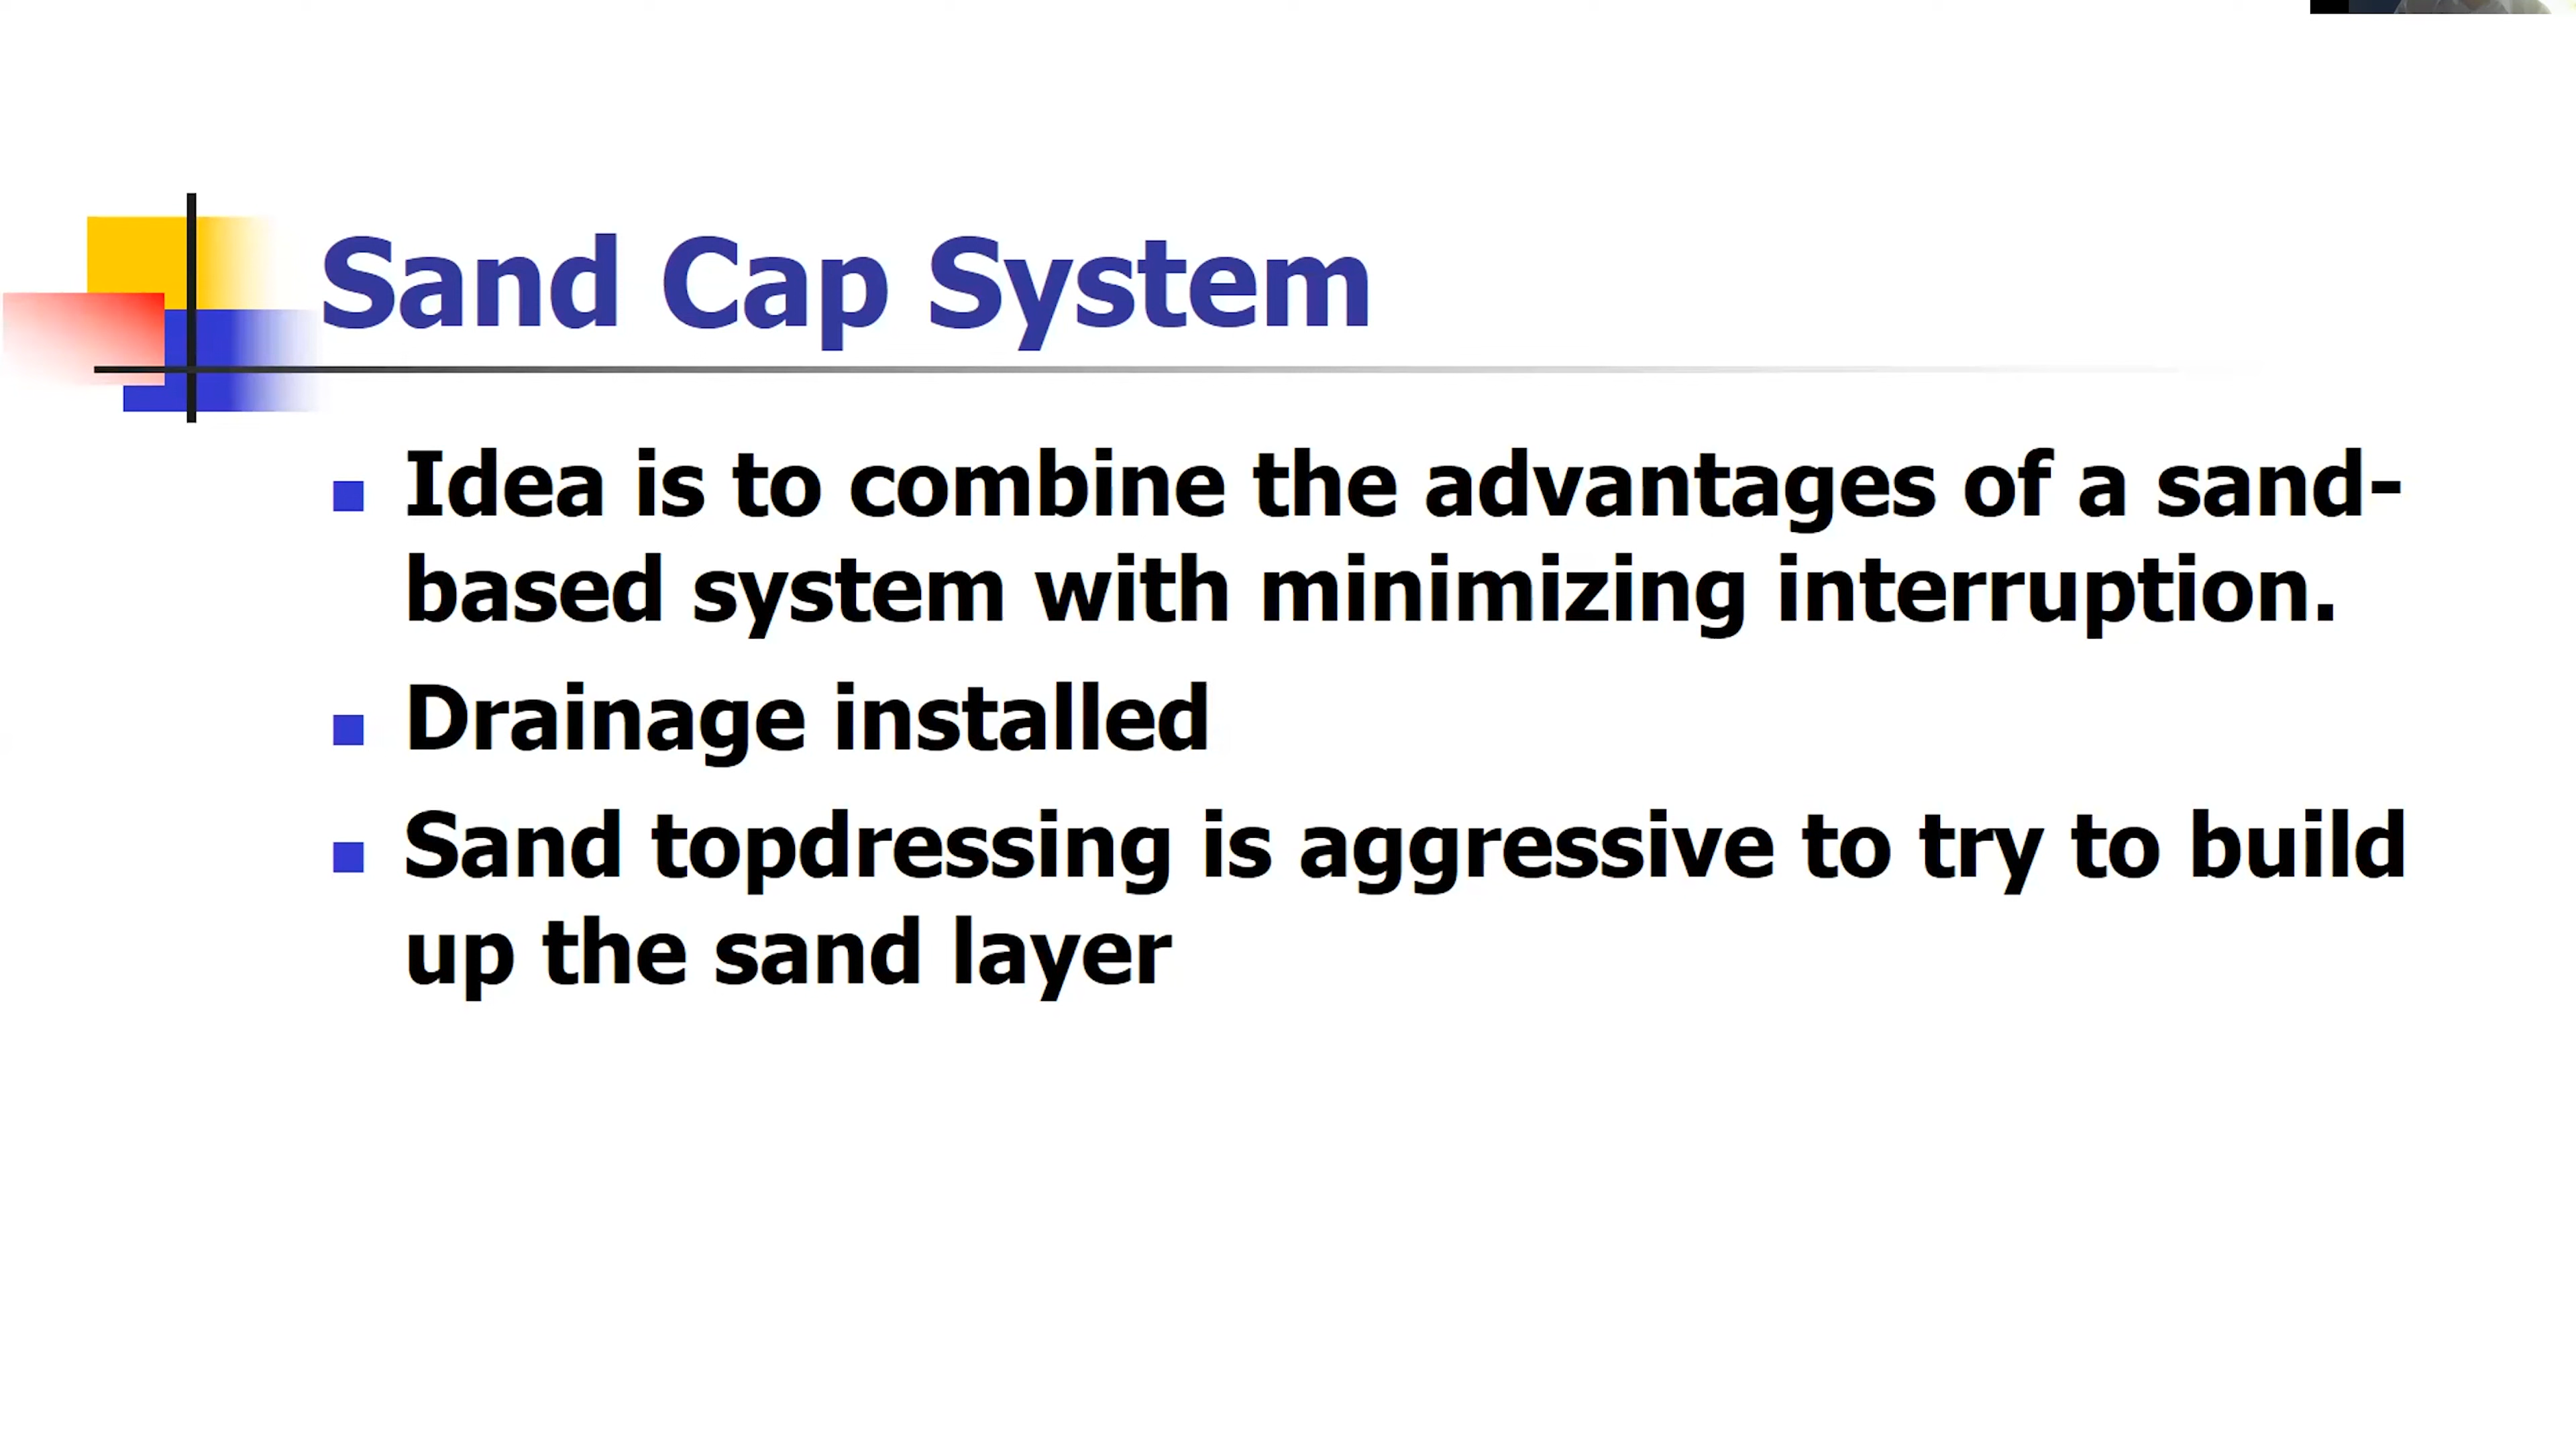 Sand Cap System
Idea is to combine the advantages of a sand-
based system with minimizing interruption.
Drainage installed
Sand topdressing is aggressive to try to build
up the sand layer